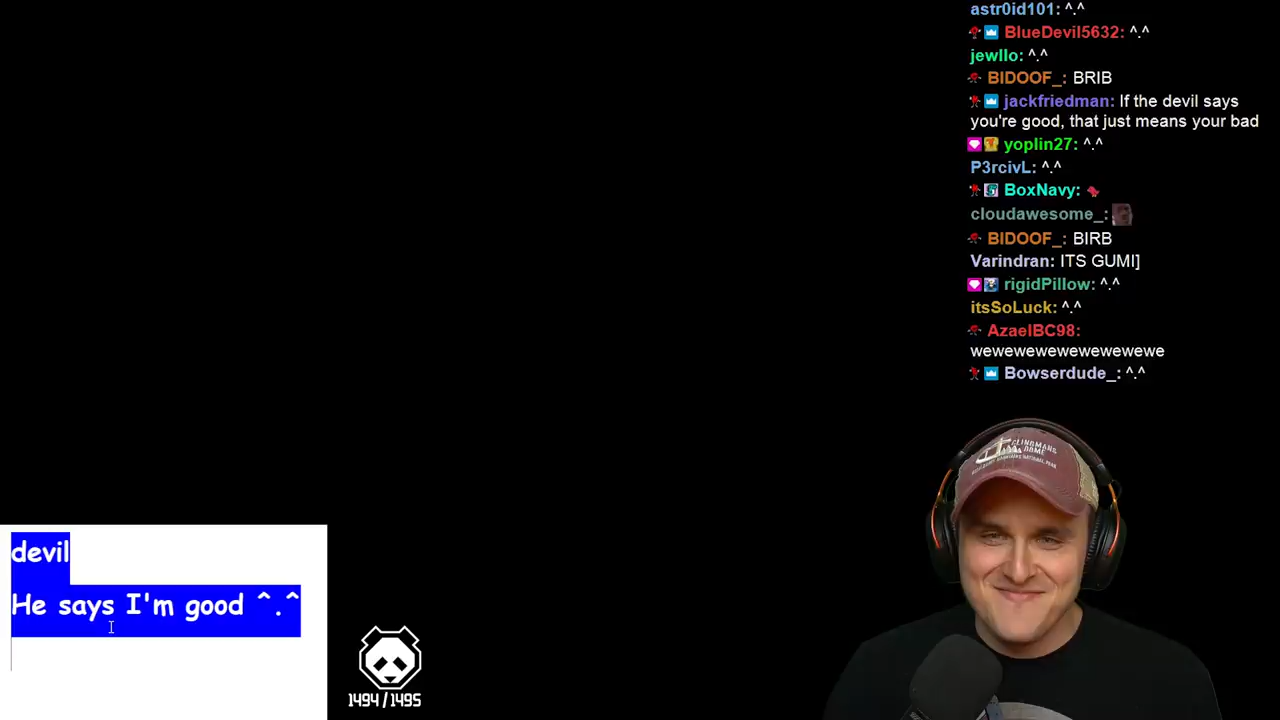 astr0id101: ^.^
BlueDevil5632: ^.^
jewllo: ^.^
BIDOOF_: BRIB
jackfriedman: If the devil says
you're good, that just means your bad
yoplin27: ^.^
P3rcivL: ^.^
BoxNavy:
cloudawesome_:
BIDOOF_: BIRB
Varindran: ITS GUMI]
rigidPillow: ^.^
itsSoLuck: ^.^
AzaelBC98:
wewewewewewewewewe
Bowserdude_: ^.^
CLINGMANS
DOME
devil
He says I'm good ^.^
1494/1495